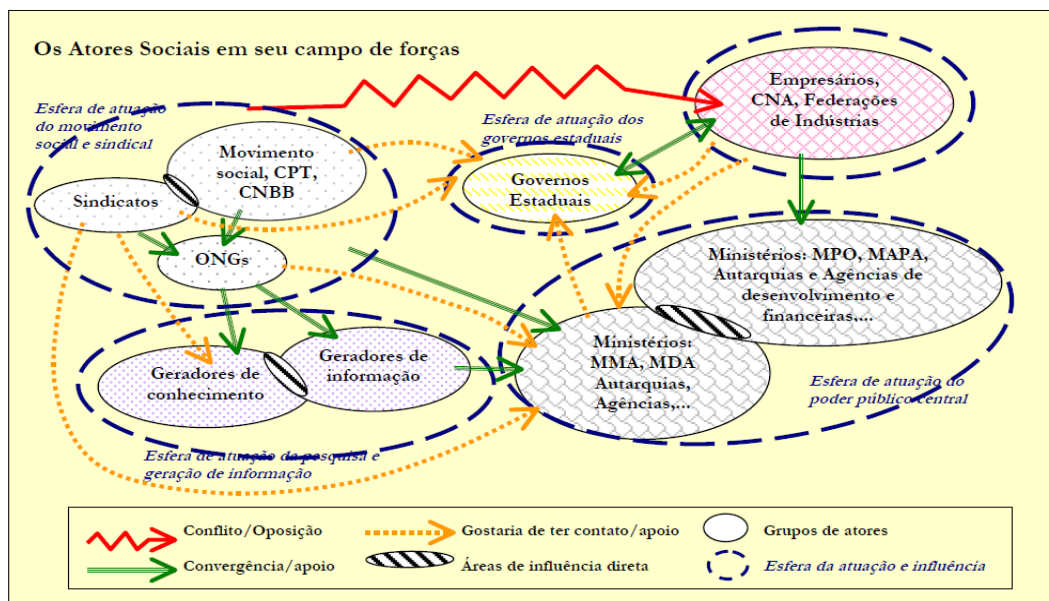 Os Atores Sociais em seu campo de forças
Esfera de atuação
do movimento
social e sindical
Movimento
social, CPT,
CNBB
Sindicatos
ONGs
Esfera de atuação dos
governos estaduais
Governos
Estaduais
Empresários,
CNA, Federações
de Indústrias
Ministérios: MPO, MAPA,
Autarquias e Agências de
desenvolvimento e
financeiras,...
Ministérios:
MMA, MDA
Autarquias,
Agências,...
Esfera de atuação do
poder público central
Geradores de
conhecimento
Geradores de
informação
Esfera de atuação da pesquisa e
geração de informação
Conflito/Oposição
Gostaria de ter contato/apoio
Grupos de atores
Convergência/apoio
Áreas de influência direta
Esfera da atuação e influência